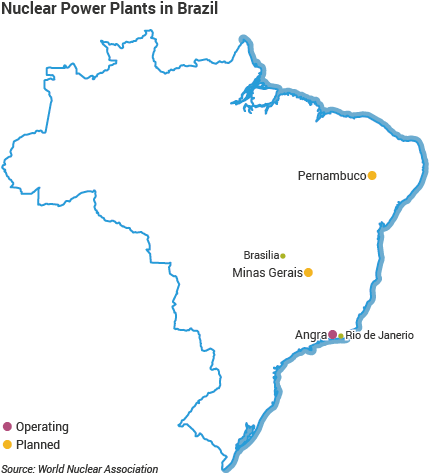 Nuclear Power Plants in Brazil
Pernambuco
Brasilia
Minas Gerais
Angra
Rio de Janerio
Operating
Planned
Source: World Nuclear Association